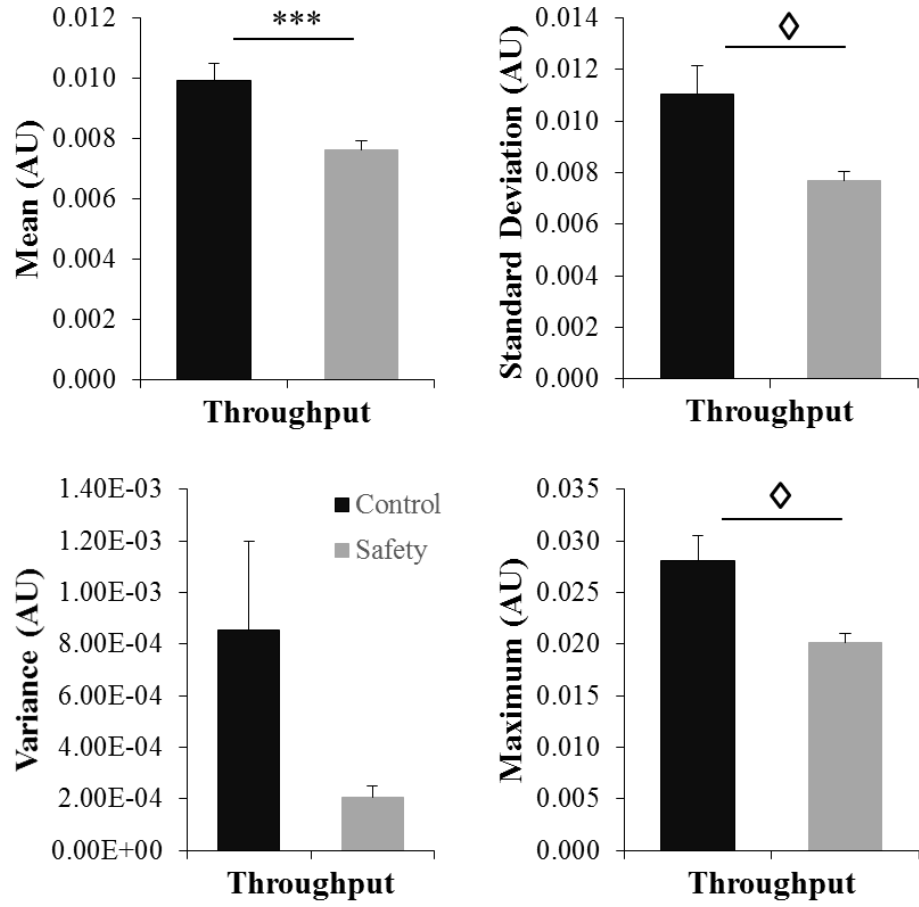 Mean (AU)
0.012
0.010
0.008
0.006
0.004
0.002
0.000
***
Throughput
Standard Deviation (AU)
0.014
0.012
0.010
0.008
0.006
0.004
0.002
0.000
◇
Throughput
Variance (AU)
1.40E-03
1.20E-03
1.00E-03
8.00E-04
6.00E-04
4.00E-04
2.00E-04
0.00E+00
Control
Safety
Throughput
Maximum (AU)
0.035
0.030
0.025
0.020
0.015
0.010
0.005
0.000
◇
Throughput